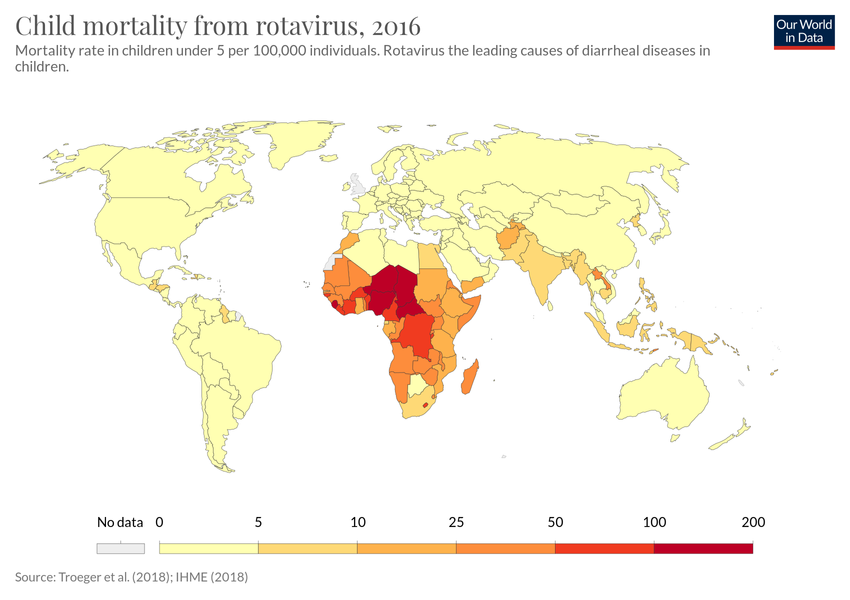 Child mortality from rotavirus, 2016
Mortality rate in children under 5 per 100,000 individuals. Rotavirus the leading causes of diarrheal diseases in
children.
Our World
in Data
No data 0 5 10 25 50 100 200
Source: Troeger et al. (2018); IHME (2018)